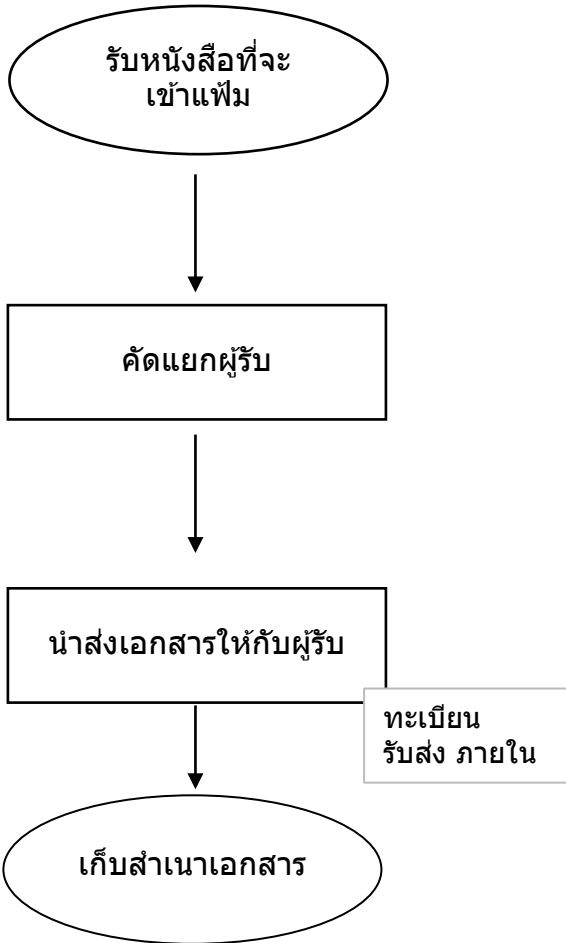 รับหนังสือที่จะ
เข้าแฟ้ม
คัดแยกผู้รับ
นำส่งเอกสารให้กับผู้รับ
ทะเบียน
รับส่ง ภายใน
เก็บสำเนาเอกสาร